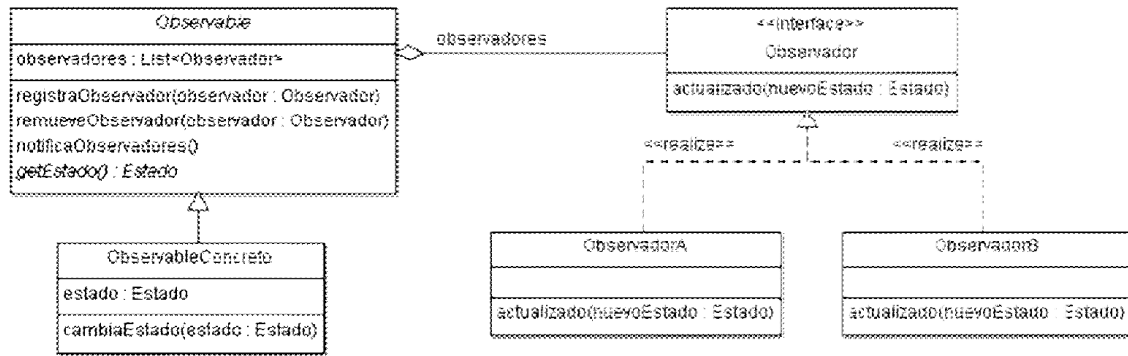 Observable
observadores : List<Observador>
registraObservador(observador : Observador)
remueveObservador(observador : Observador)
notificaObservadores()
getEstado() : Estado
observadores
<<interface>>
Observador
actualizado(nuevoEstado : Estado)
<<realize>>
<<realize>>
ObservableConcreto
estado : Estado
cambiaEstado(estado : Estado)
ObservadorA
actualizado(nuevoEstado : Estado)
ObservadorB
actualizado(nuevoEstado : Estado)